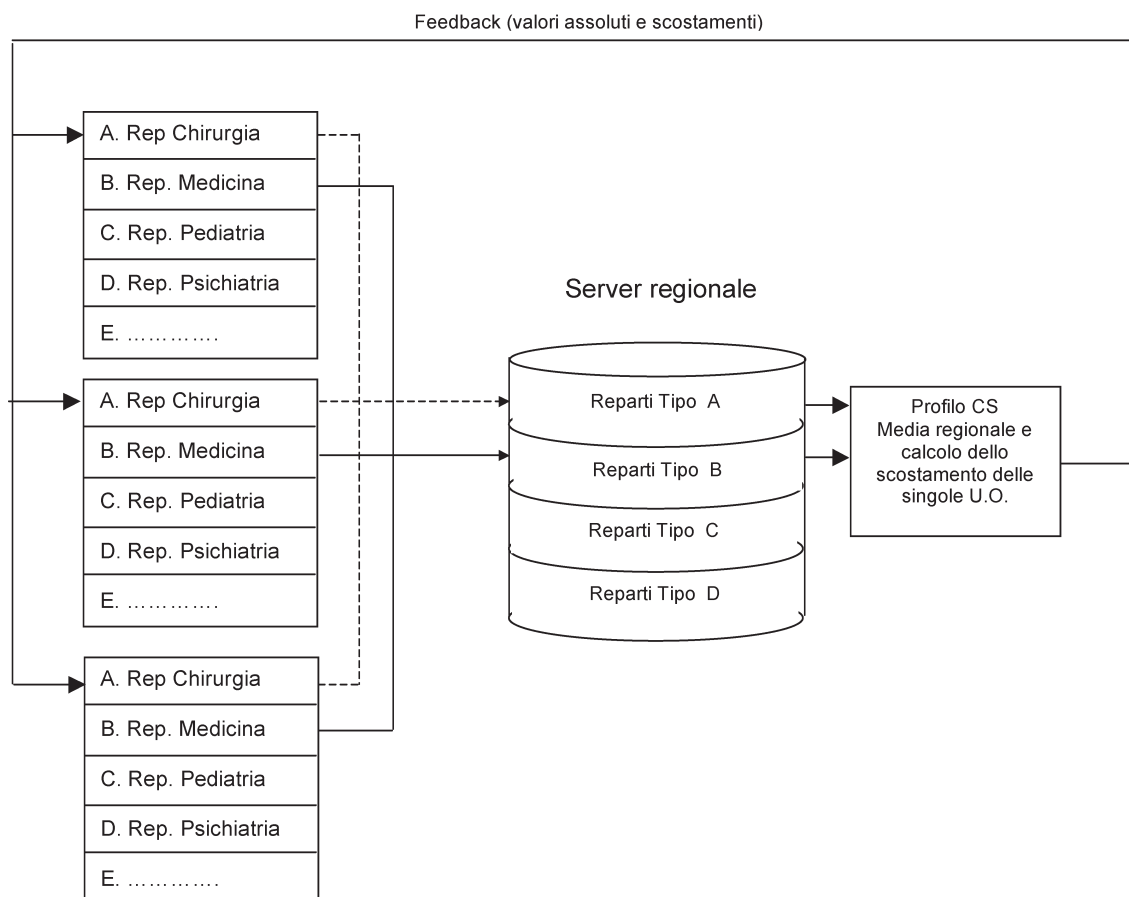 Feedback (valori assoluti e scostamenti)
A. Rep Chirurgia
B. Rep. Medicina
C. Rep. Pediatria
D. Rep. Psichiatria
E. ………….
A. Rep Chirurgia
B. Rep. Medicina
C. Rep. Pediatria
D. Rep. Psichiatria
E. ………….
A. Rep Chirurgia
B. Rep. Medicina
C. Rep. Pediatria
D. Rep. Psichiatria
E. ………….
Server regionale
Reparti Tipo A
Reparti Tipo B
Reparti Tipo C
Reparti Tipo D
Profilo CS
Media regionale e
calcolo dello
scostamento delle
singole U.O.